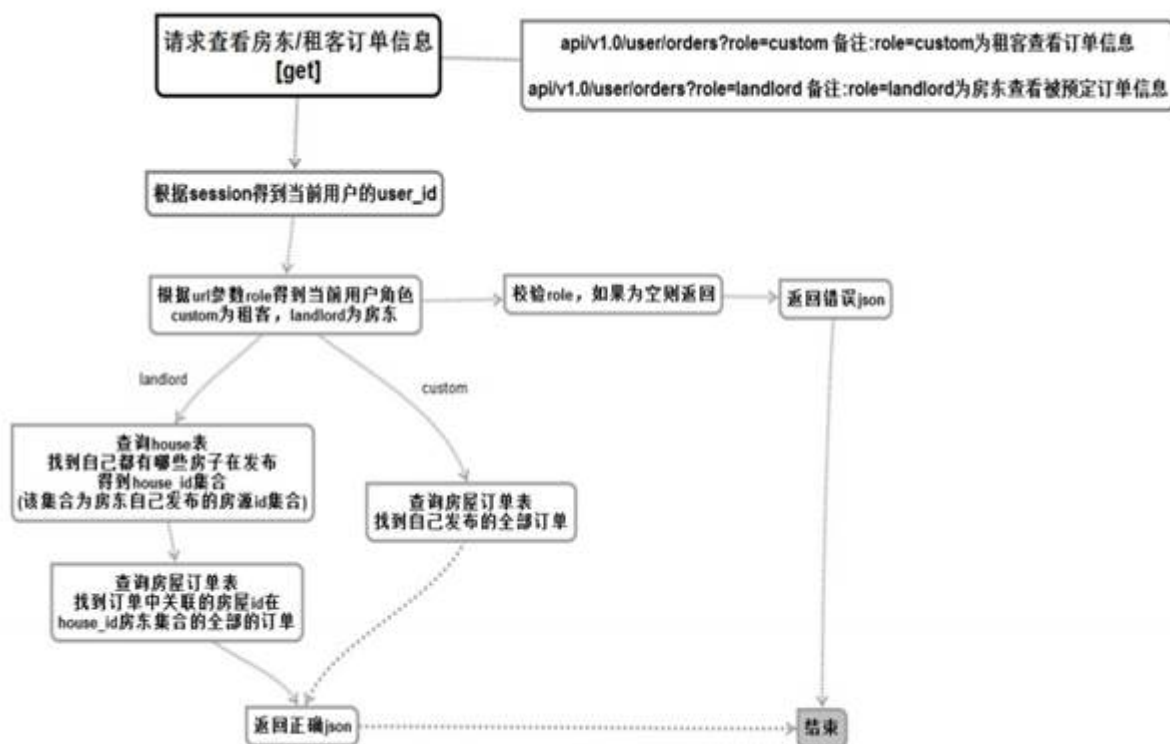 请求查看房东/租客订单信息
[get]
api/v1.0/user/orders?role=custom 备注:role=custom为租客查看订单信息
api/v1.0/user/orders?role=landlord 备注:role=landlord为房东查看被预定订单信息
根据session得到当前用户的user_id
根据url参数role得到当前用户角色
custom为租客，landlord为房东
校验role，如果为空则返回
返回错误json
landlord
custom
查询house表
找到自己都有哪些房子在发布
得到house_id集合
(该集合为房东自己发布的房源id集合)
查询房屋订单表
找到自己发布的全部订单
查询房屋订单表
找到订单中关联的房屋id在
house_id房东集合的全部的订单
返回正确json
结束